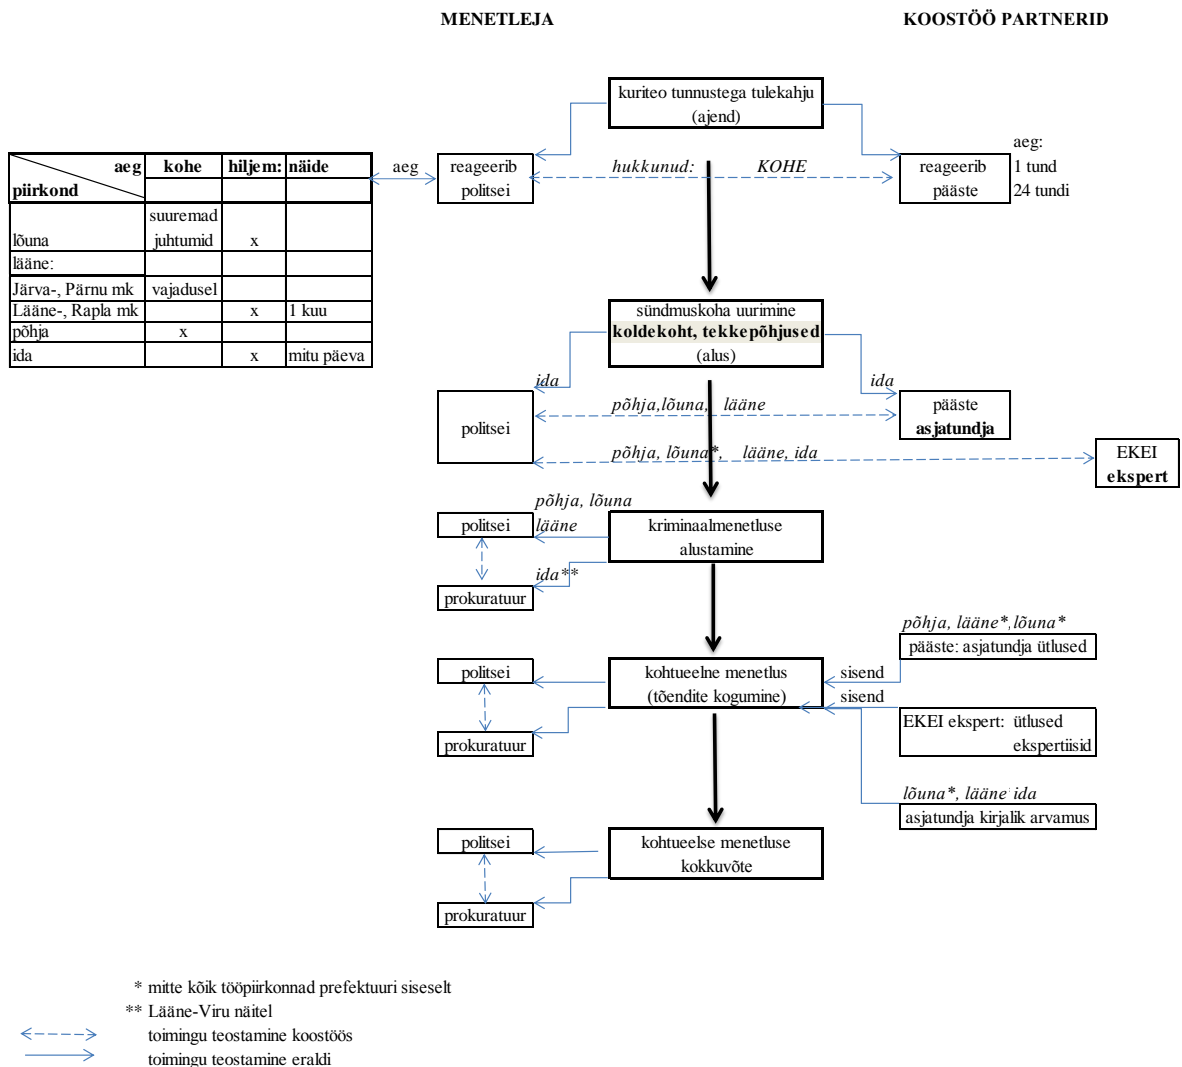 MENETLEJA
KOOSTÖÖ PARTNERID
kuriteo tunnustega tulekahju
(ajend)
aeg kohe hiljem: näide
piirkond
suuremad
lõuna juhtumid x
lääne:
Järva-, Pärnu mk vajadusel
Lääne-, Rapla mk x 1 kuu
põhja x
ida x mitu päeva
aeg
reageerib
politsei
hukkunud: KOHE
reageerib
pääste
aeg:
1 tund
24 tundi
sündmuskoha uurimine
koldekoht, tekkepõhjused
(alus)
ida
ida
politsei
põhja,lõuna, lääne
pääste
asjatundja
põhja, lõuna*, lääne, ida
EKEI
ekspert
põhja, lõuna
lääne
politsei
kriminaalmenetluse
alustamine
ida**
prokuratuur
põhja, lääne*, lõuna*
pääste: asjatundja ütlused
politsei
kohtueelne menetlus
(tõendite kogumine)
sisend
sisend
prokuratuur
EKEI ekspert: ütlused
ekspertiisid
lõuna*, lääne ida
asjatundja kirjalik arvamus
politsei
kohtueelse menetluse
kokkuvõte
prokuratuur
* mitte kõik tööpiirkonnad prefektuuri siseselt
** Lääne-Viru näitel
toimingu teostamine koostöös
toimingu teostamine eraldi